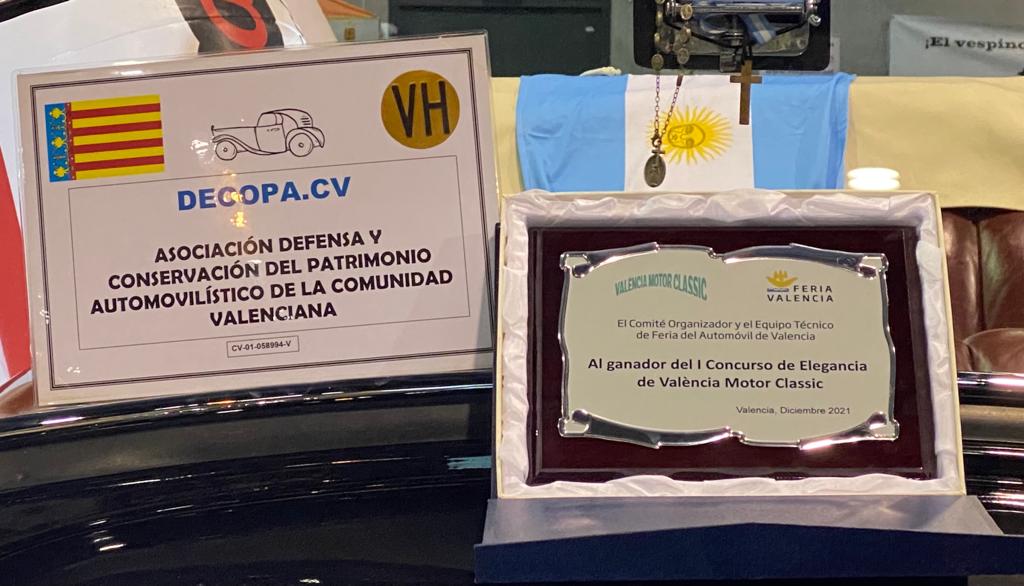 VH
DECOPA.CV
ASOCIACIÓN DEFENSA Y
CONSERVACIÓN DEL PATRIMONIO
AUTOMOVILÍSTICO DE LA COMUNIDAD
VALENCIANA
CV-01-058994-V
¡El vespino
VALENCIA MOTOR CLASSIC
FERIA
VALENCIA
El Comité Organizador y el Equipo Técnico
de Feria del Automóvil de Valencia
Al ganador del I Concurso de Elegancia
de València Motor Classic
Valencia, Diciembre 2021